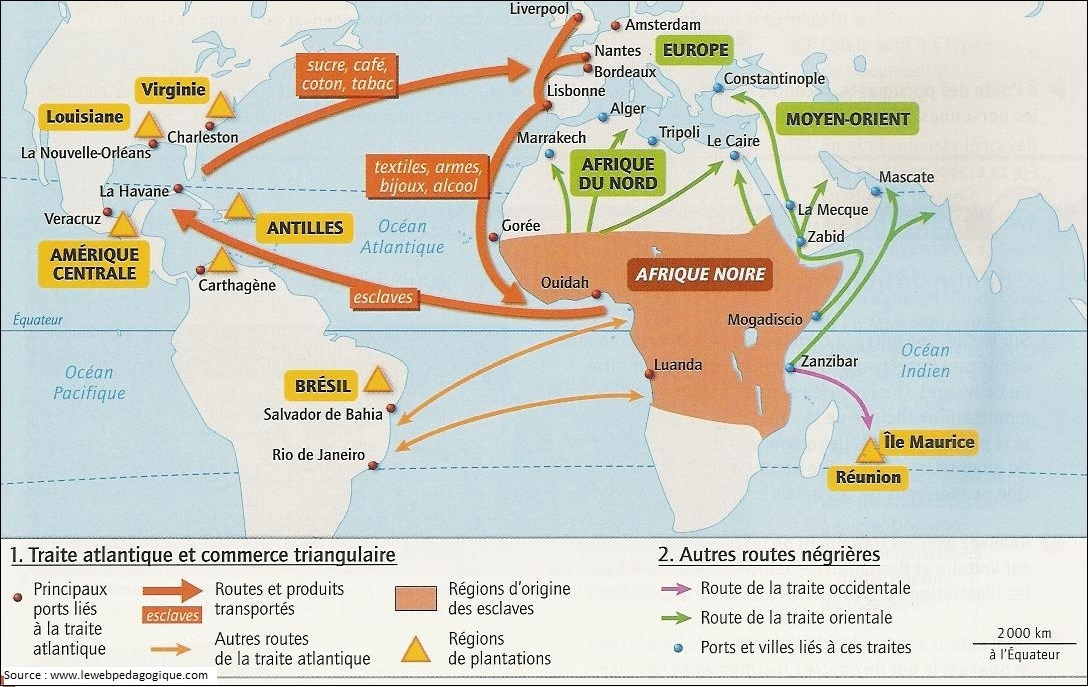 Liverpool
Amsterdam
Nantes
EUROPE
Bordeaux
sucre, café,
coton, tabac
Constantinople
Virginie
Lisbonne
Alger
Louisiane
MOYEN-ORIENT
Charleston
Marrakech
Tripoli
Le Caire
La Nouvelle-Orléans
textiles, armes,
bijoux, alcool
AFRIQUE
DU NORD
Mascate
La Havane
La Mecque
Veracruz
ANTILLES
Océan
Atlantique
Gorée
Zabid
AMÉRIQUE
CENTRALE
AFRIQUE NOIRE
Carthagène
Ouidah
esclaves
Équateur
Mogadiscio
Océan
Pacifique
Luanda
Zanzibar
Océan
Indien
BRÉSIL
Salvador de Bahia
Île Maurice
Rio de Janeiro
Réunion
1. Traite atlantique et commerce triangulaire
Principaux
ports liés
à la traite
atlantique
Routes et produits
transportés
esclaves
Autres routes
de la traite atlantique
Régions d'origine
des esclaves
Régions
de plantations
2. Autres routes négrières
Route de la traite occidentale
Route de la traite orientale
Ports et villes liés à ces traites
2 000 km
à l'Équateur
Source : www.lewebpedagogique.com